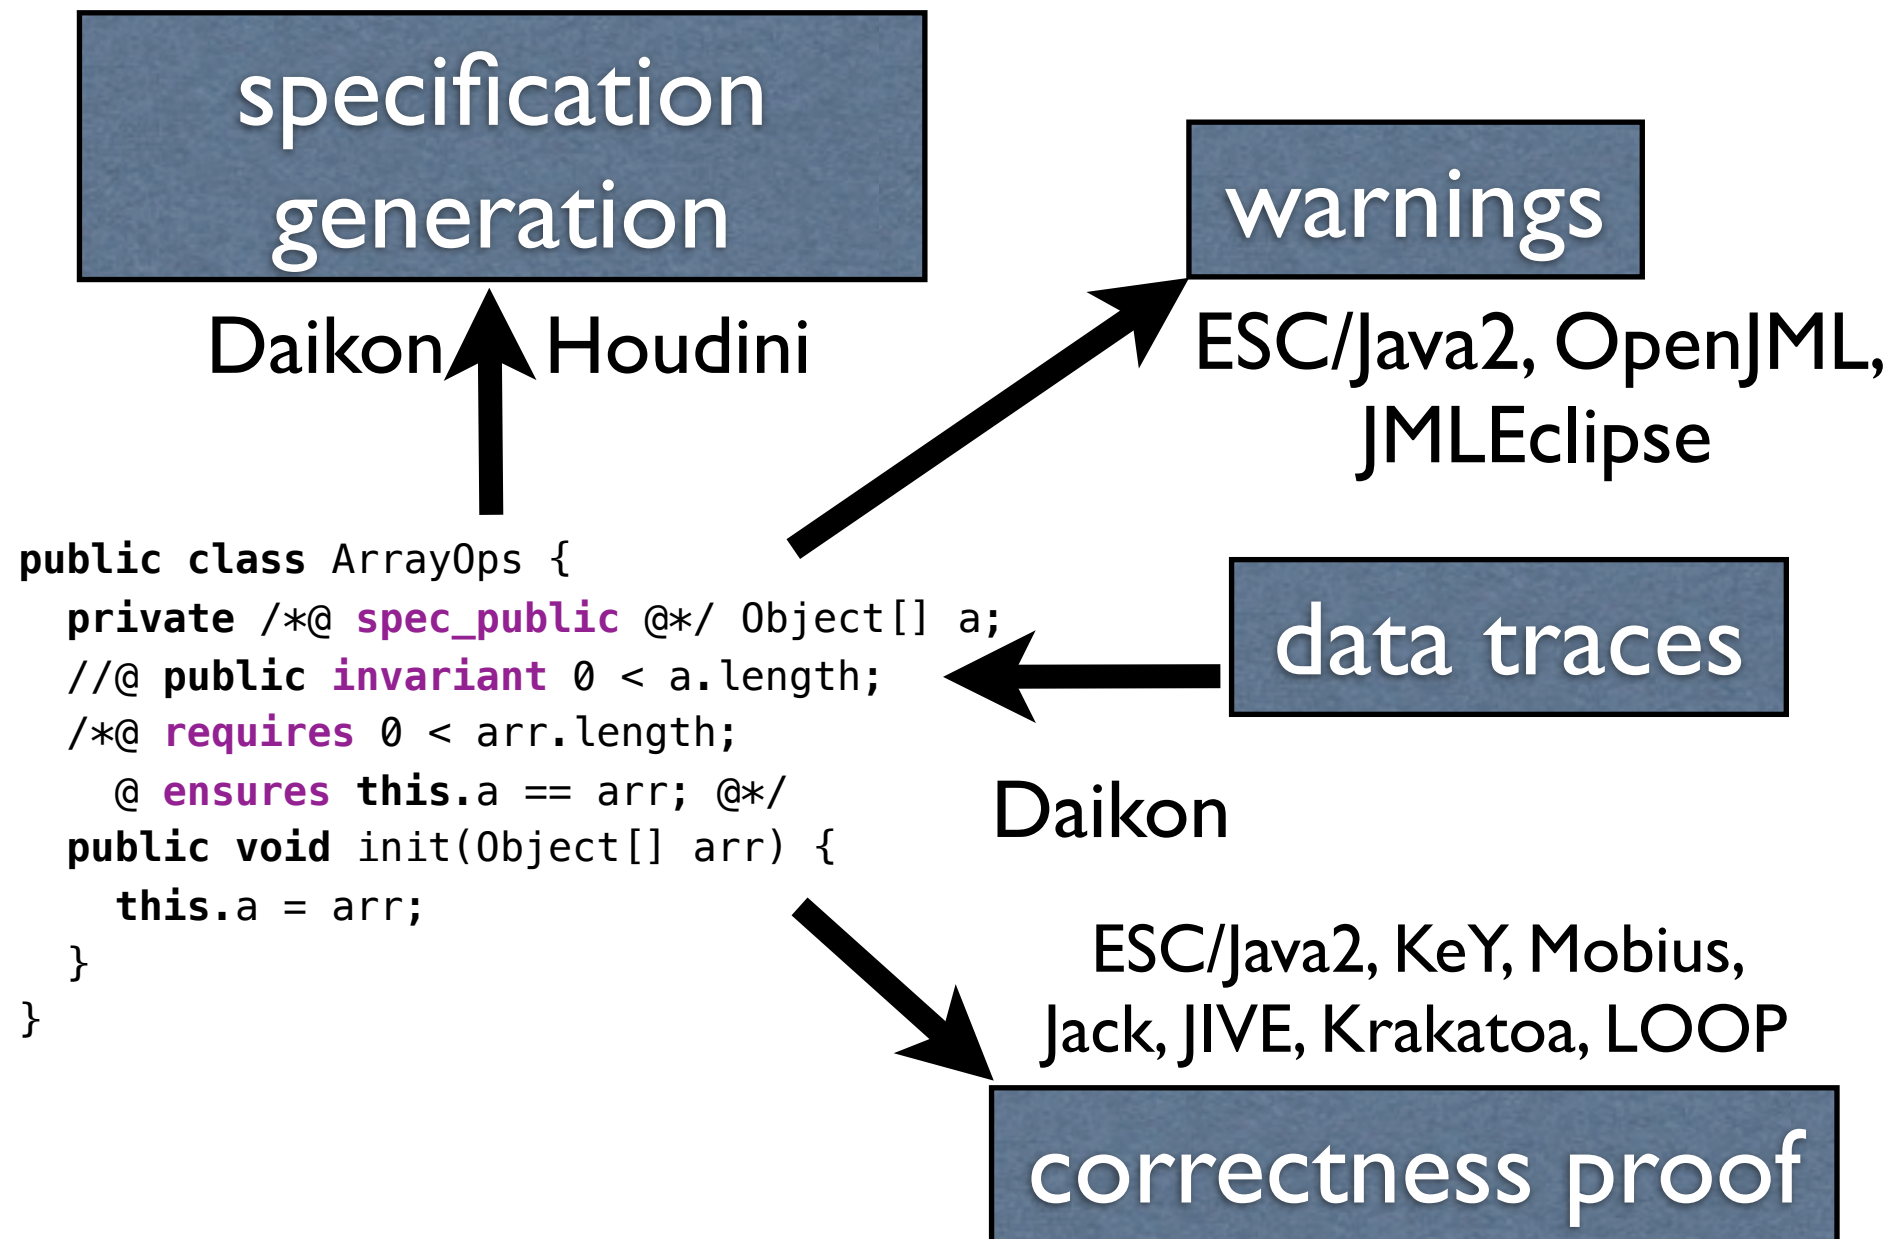 specification
generation
Daikon Houdini
warnings
ESC/Java2, OpenJML,
JMLEclipse
public class ArrayOps {
  private /*@ spec_public @*/ Object[] a;
  //@ public invariant 0 < a.length;
  /*@ requires 0 < arr.length;
    @ ensures this.a == arr; @*/
  public void init(Object[] arr) {
    this.a = arr;
  }
}
data traces
Daikon
ESC/Java2, KeY, Mobius,
Jack, JIVE, Krakatoa, LOOP
correctness proof